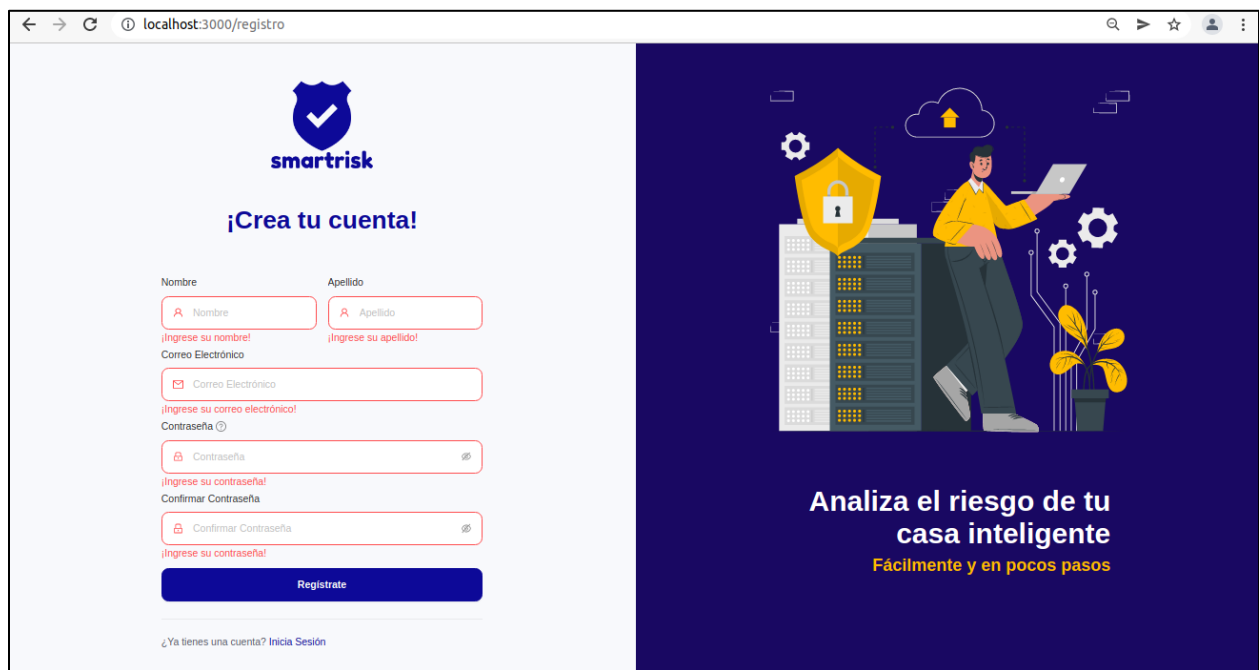 localhost:3000/registro
smartrisk
¡Crea tu cuenta!
Nombre Apellido
Nombre Apellido
¡Ingrese su nombre! ¡Ingrese su apellido!
Correo Electrónico
Correo Electrónico
¡Ingrese su correo electrónico!
Contraseña
Contraseña
¡Ingrese su contraseña!
Confirmar Contraseña
Confirmar Contraseña
¡Ingrese su contraseña!
Regístrate
¿Ya tienes una cuenta? Inicia Sesión
Analiza el riesgo de tu
casa inteligente
Fácilmente y en pocos pasos